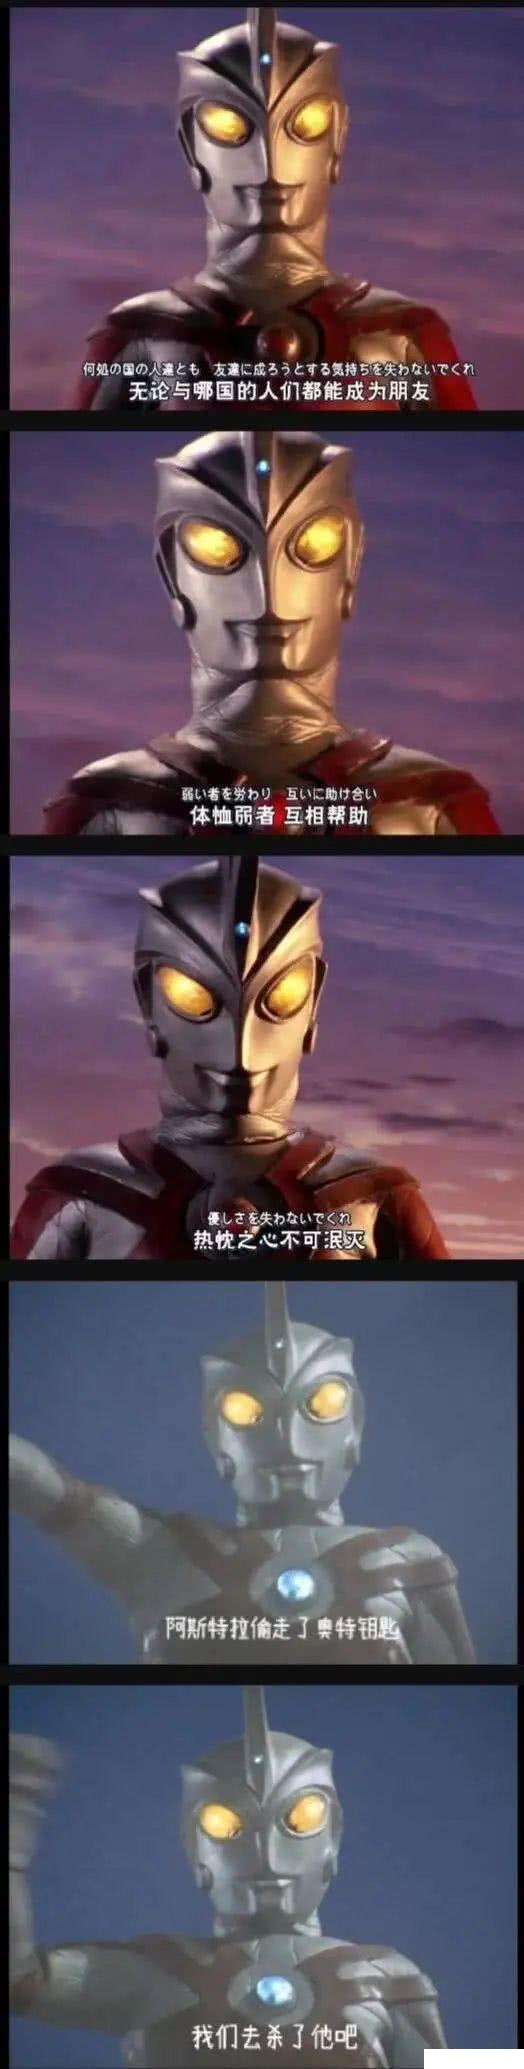 何処の国の人達とも 友達に成ろうとする気持ちを失わないでくれ
无论与哪国的人们都能成为朋友
弱い者を労わり 互いに助け合い
体恤弱者 互相帮助
優しさを失わないでくれ
热忱之心不可泯灭
阿斯特拉偷走了奥特钥匙
我们去杀了他吧